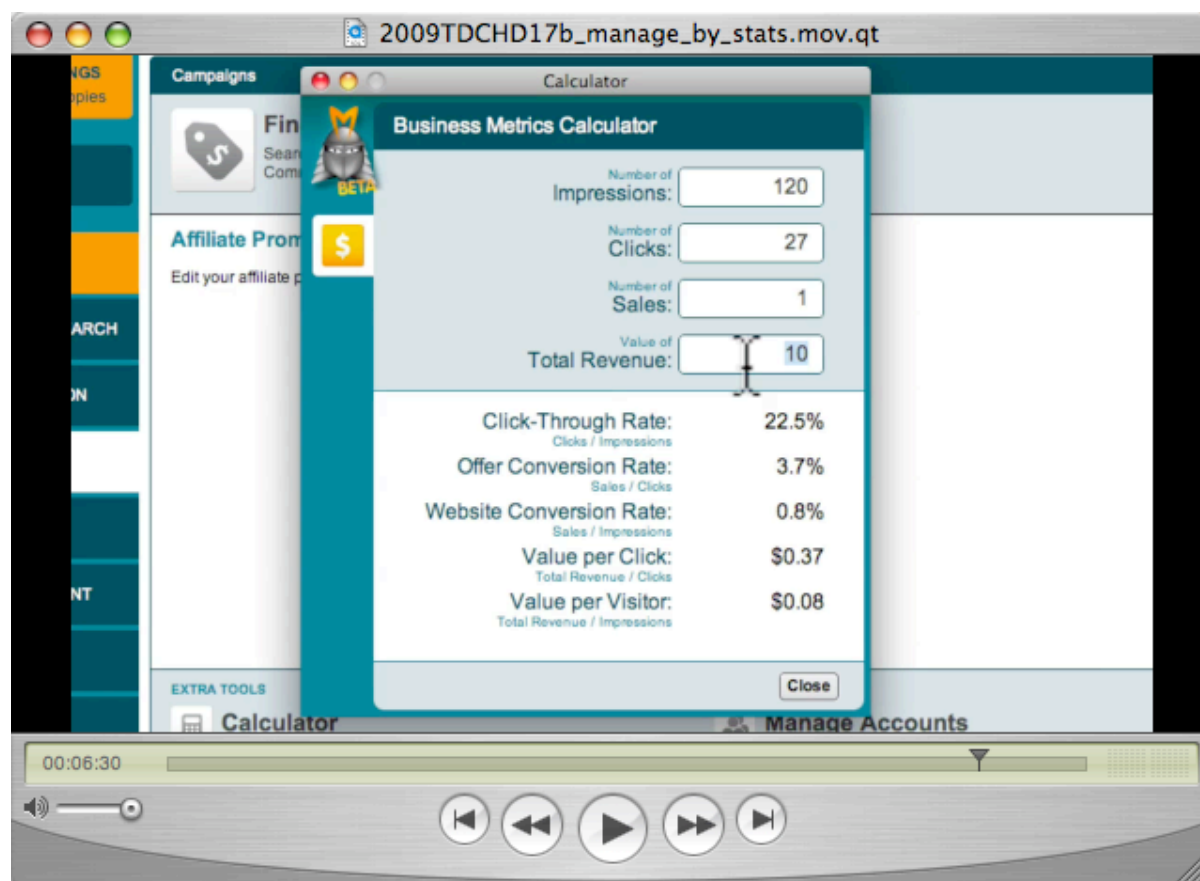 2009TDCHD17b_manage_by_stats.mov.qt
NGS
opies
Campaigns
Calculator
Fin
Sear
Com
BETA
Business Metrics Calculator
Number of
Impressions: 120
Number of
Clicks: 27
Number of
Sales: 1
Value of
Total Revenue: 10
Affiliate Prom
Edit your affiliate p
$
ARCH
ON
Click-Through Rate: 22.5%
Clicks / Impressions
Offer Conversion Rate: 3.7%
Sales / Clicks
Website Conversion Rate: 0.8%
Sales / Impressions
Value per Click: $0.37
Total Revenue / Clicks
Value per Visitor: $0.08
Total Revenue / Impressions
NT
Close
EXTRA TOOLS
Calculator
Manage Accounts
00:06:30